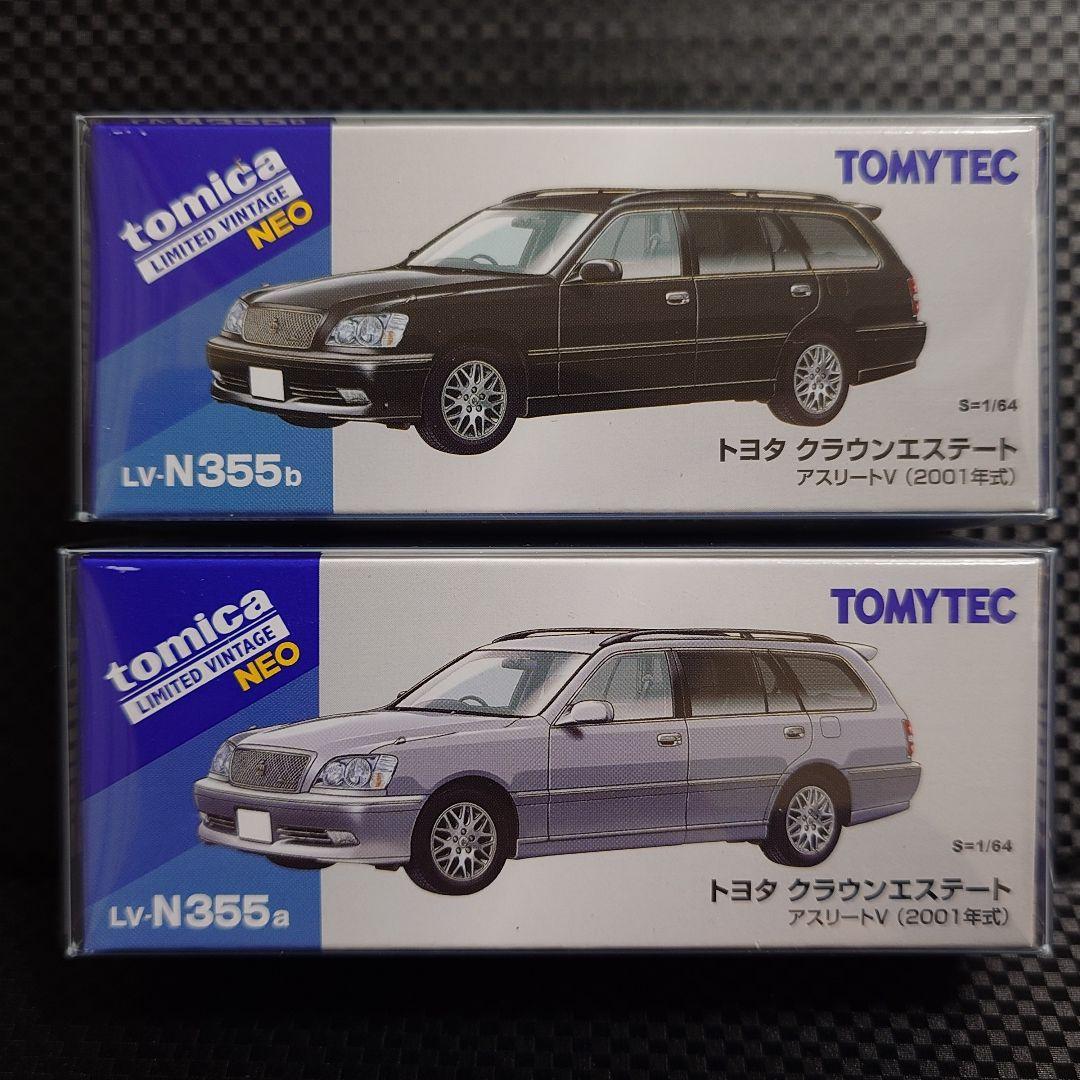 tomica
LIMITED VINTAGE
NEO
TOMYTEC
S=1/64
トヨタ クラウンエステート
アスリートV（2001年式）
LV-N355b
tomica
LIMITED VINTAGE
NEO
TOMYTEC
S=1/64
トヨタ クラウンエステート
アスリートV（2001年式）
LV-N355a